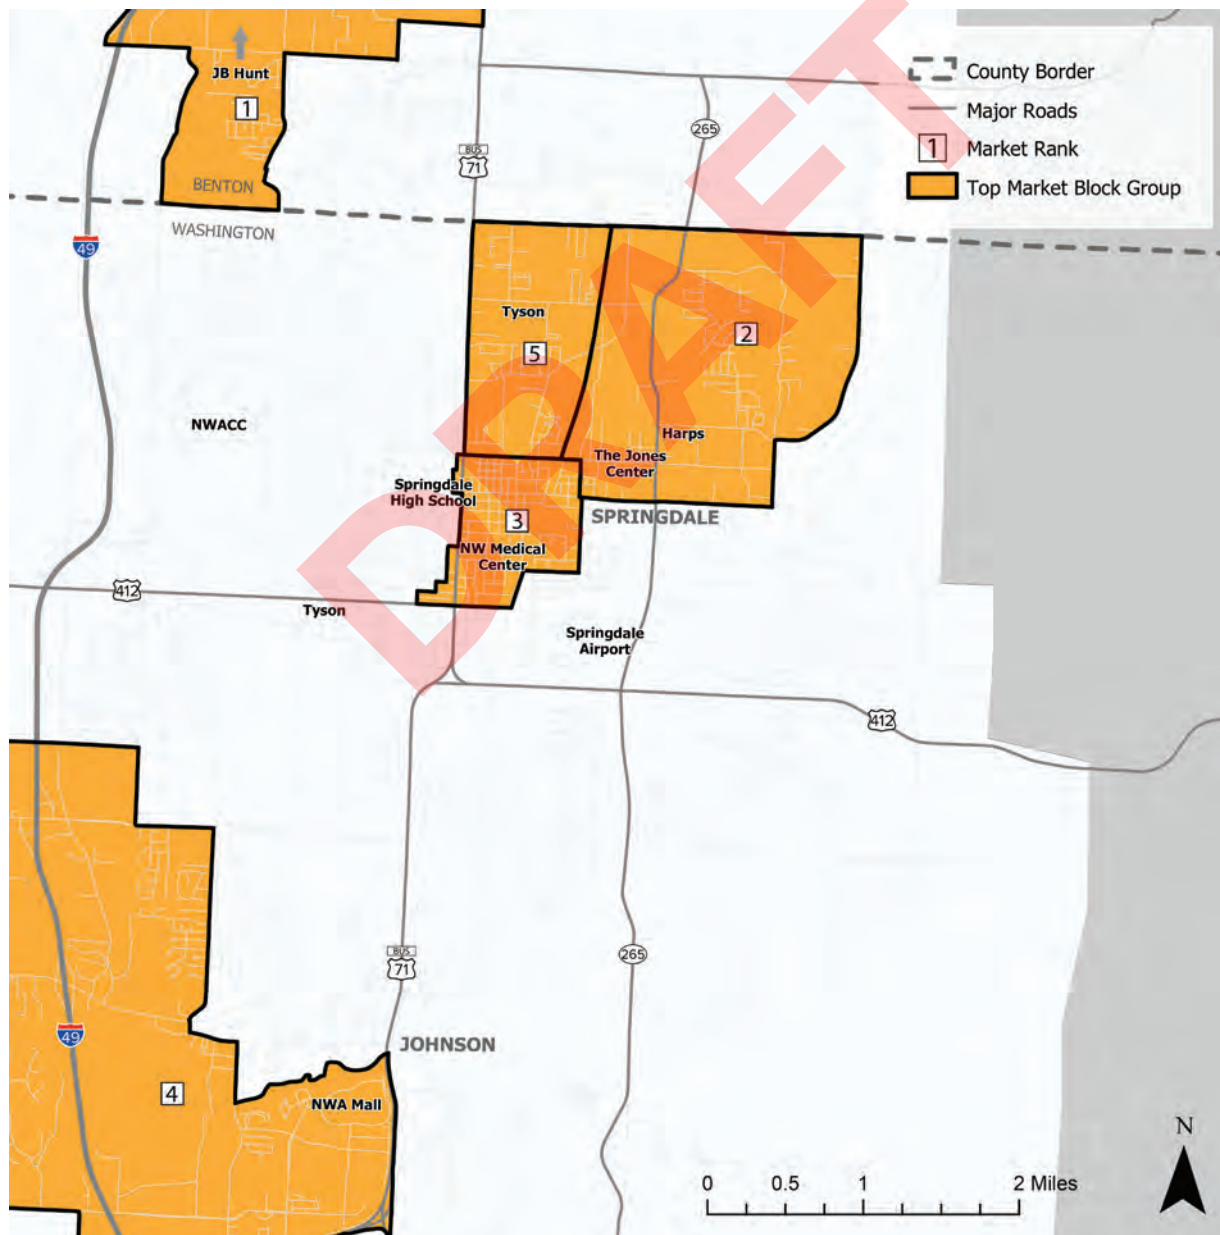 JB Hunt
1
BENTON
WASHINGTON
49
BUS
71
265
County Border
Major Roads
1
Market Rank
Top Market Block Group
Tyson
5
2
NWACC
Harps
The Jones
Center
Springdale
High School
3
SPRINGDALE
NW Medical
Center
412
Tyson
Springdale
Airport
412
BUS
71
265
49
JOHNSON
4
NWA Mall
N
0 0.5 1 2 Miles
DRAFT